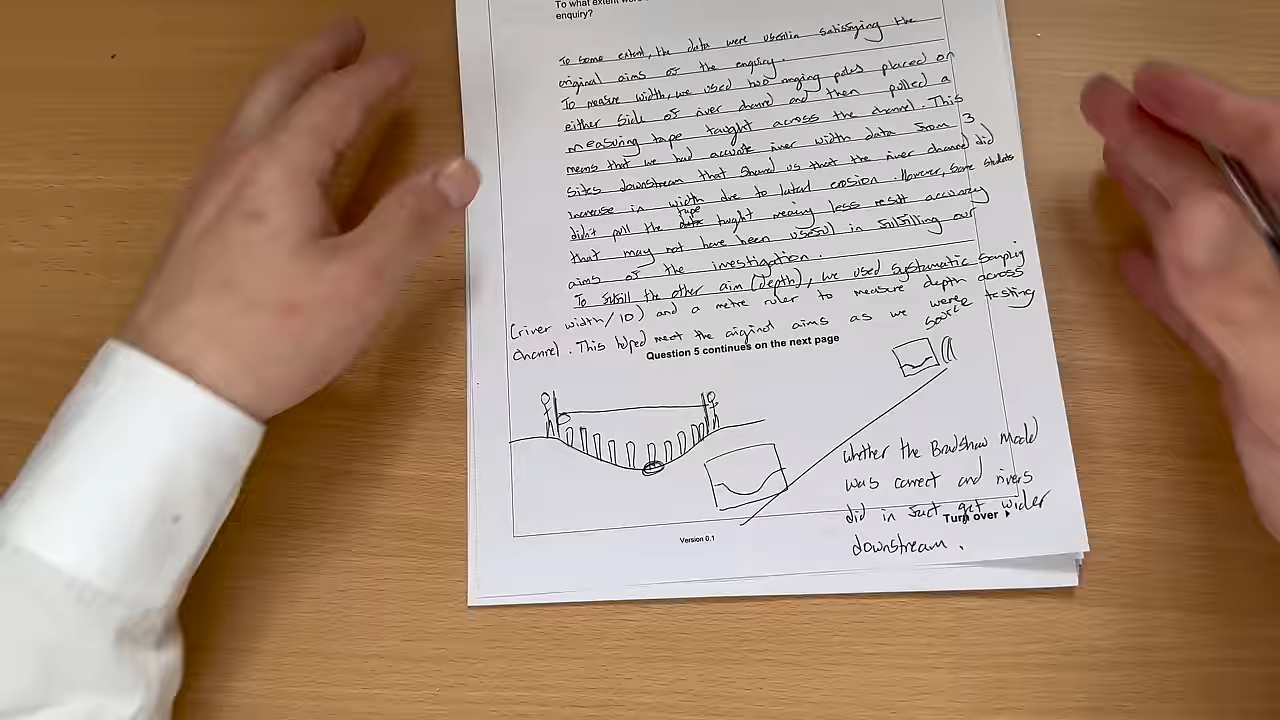 To what extent were
enquiry?
To some extent, the data were useful in satisfying the
original aims of the enquiry.
To measure width, we used two ranging poles placed on
either side of river channel and then pulled a
measuring tape taught across the channel. This
means that we had accurate river width data from 3
sites downstream that showed us that the river channel did
increase in width due to lateral erosion. However, some students
didn't pull the tape taught meaning less result accuracy
that may not have been useful in fulfilling our
aims of the investigation.
To fulfill the other aim (depth), we used systematic sampling
(river width/10) and a metre ruler to measure depth across
channel. This helped meet the original aims as we were testing
source
Question 5 continues on the next page
whether the Bradshaw Model
was correct and rivers
did in fact get wider
Turn over
downstream.
Version 0.1